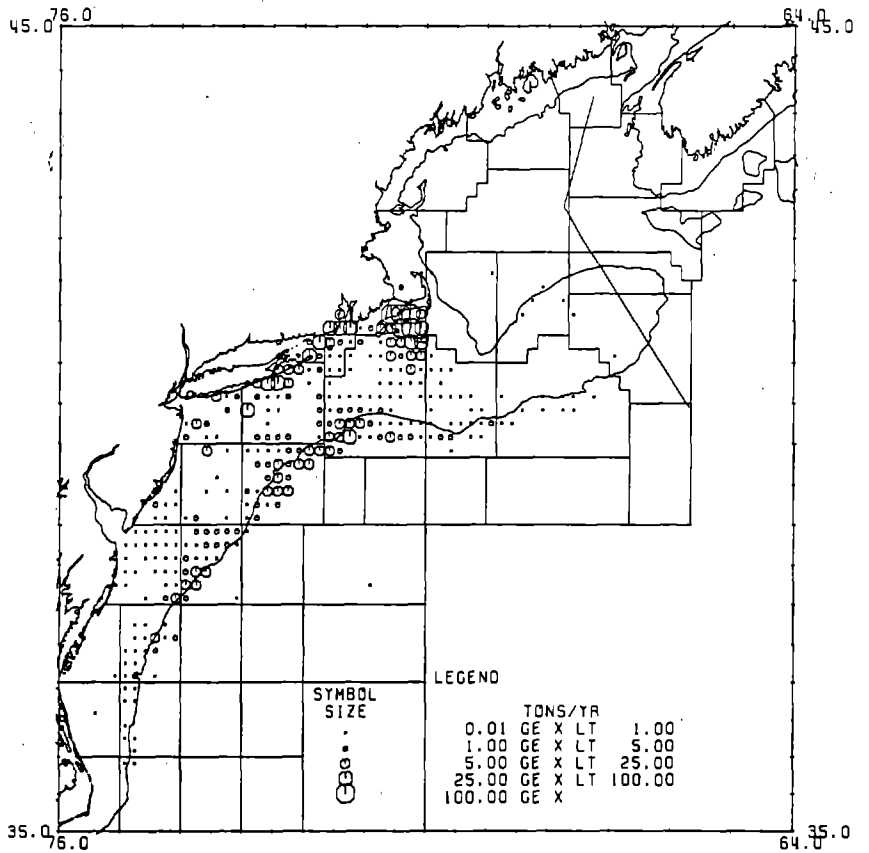 76.0 64.0
45.0 45.0
LEGEND
SYMBOL
SIZE
TONS/YR
0.01 GE X LT 1.00
1.00 GE X LT 5.00
5.00 GE X LT 25.00
25.00 GE X LT 100.00
100.00 GE X
35.0 35.0
76.0 64.0